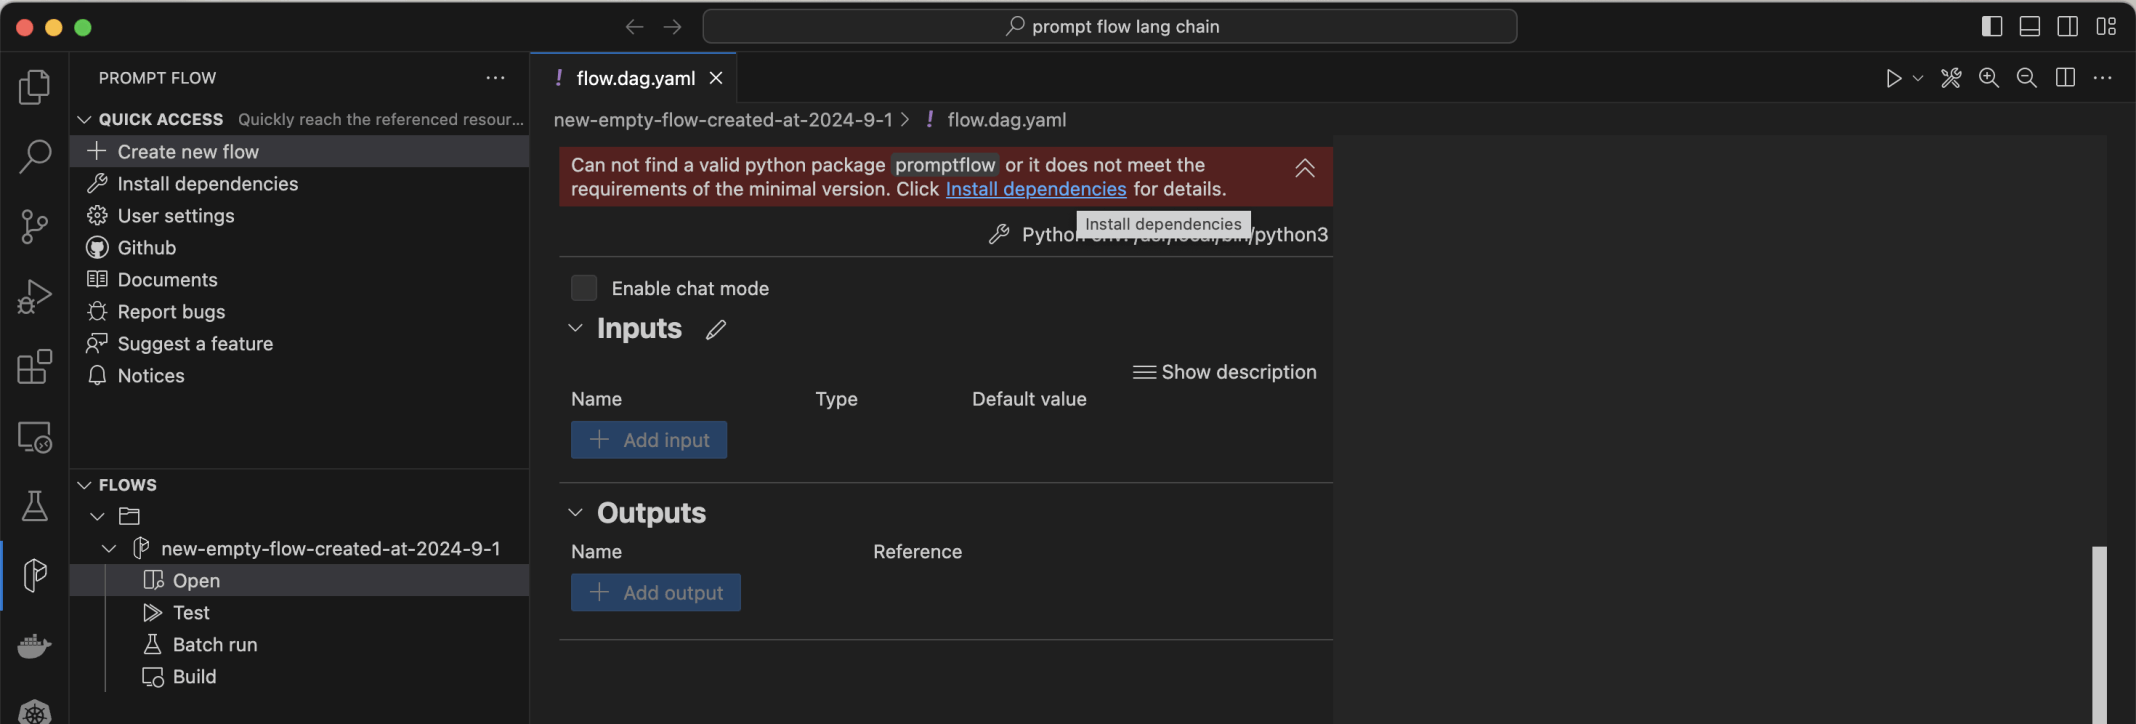 prompt flow lang chain
PROMPT FLOW
QUICK ACCESS Quickly reach the referenced resour...
Create new flow
Install dependencies
User settings
Github
Documents
Report bugs
Suggest a feature
Notices
FLOWS
new-empty-flow-created-at-2024-9-1
Open
Test
Batch run
Build
! flow.dag.yaml
new-empty-flow-created-at-2024-9-1 > ! flow.dag.yaml
Can not find a valid python package promptflow or it does not meet the
requirements of the minimal version. Click Install dependencies for details.
Install dependencies
Python env: /usr/local/bin/python3
Enable chat mode
Inputs
Show description
Name Type Default value
+ Add input
Outputs
Name Reference
+ Add output